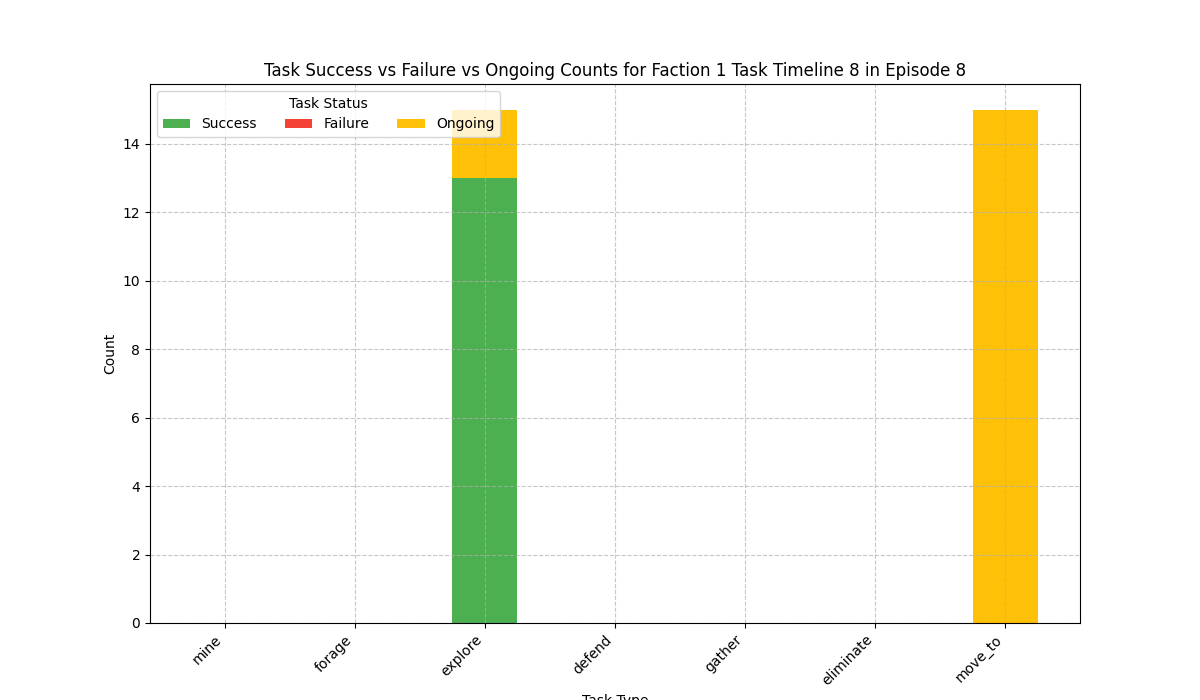 Task Success vs Failure vs Ongoing Counts for Faction 1 Task Timeline 8 in Episode 8
Task Status
Success Failure Ongoing
14
12
10
8
6
4
2
0
Count
mine forage explore defend gather eliminate move_to
Task Type